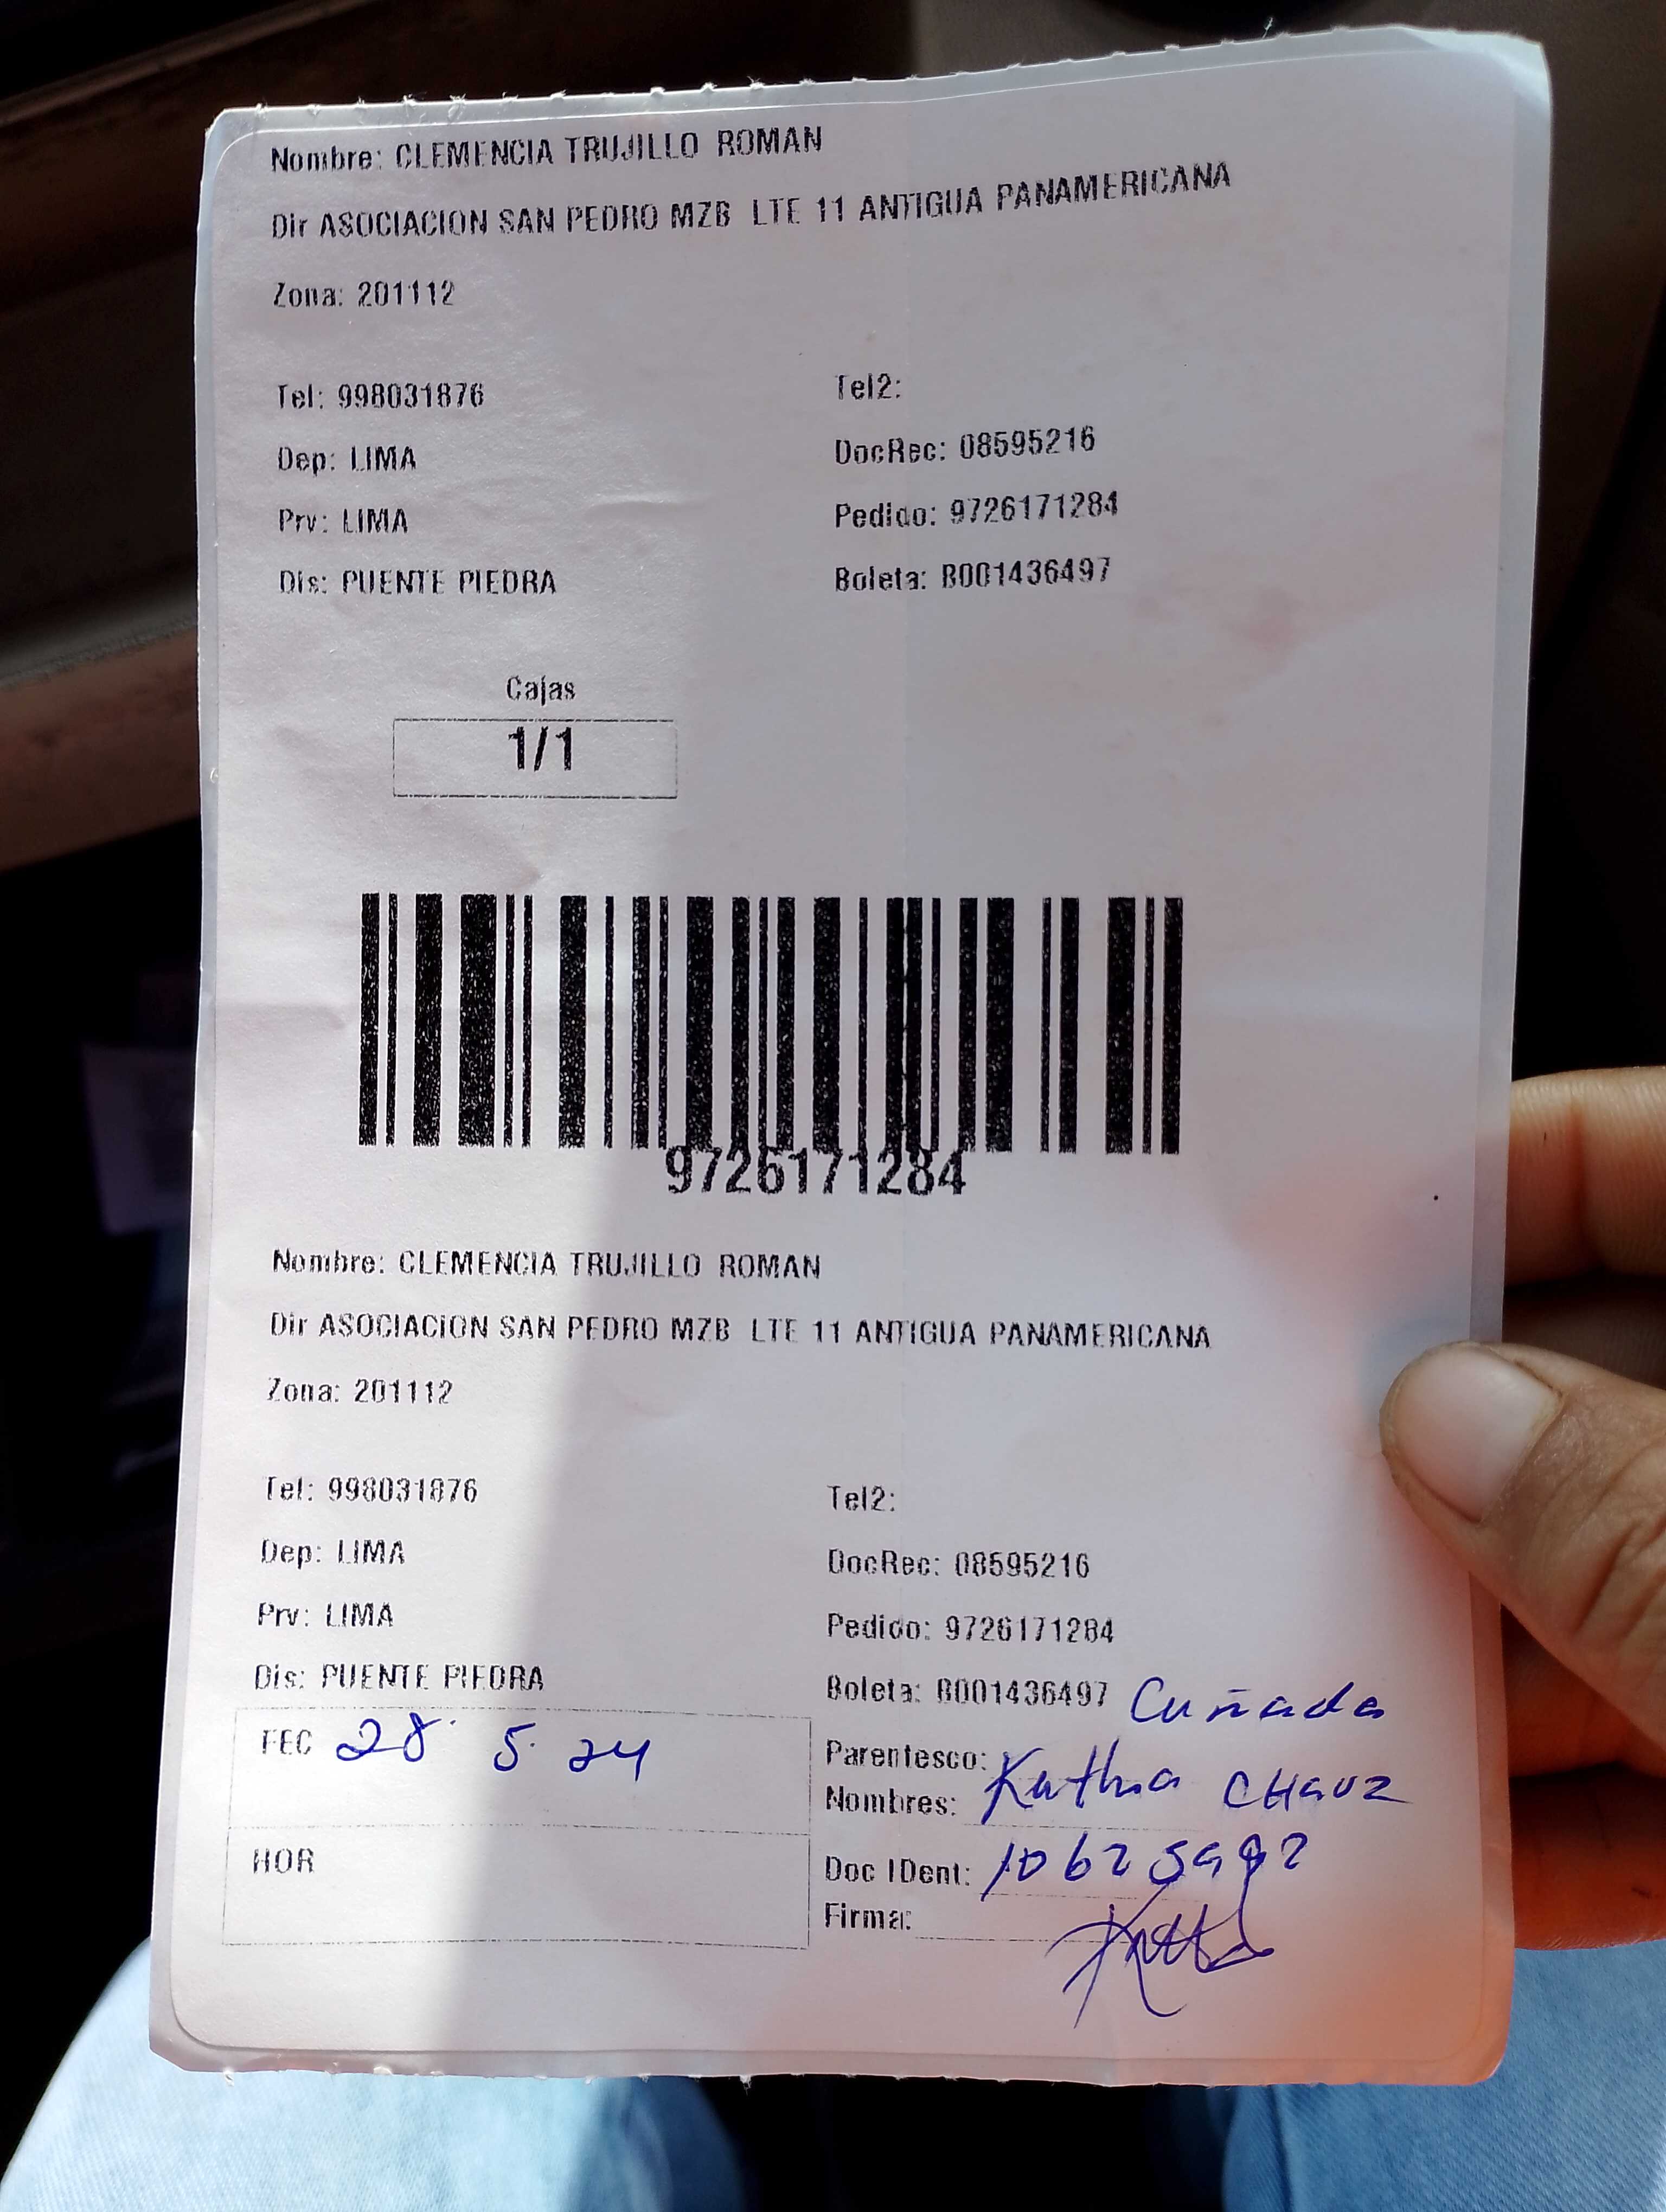 Nombre: CLEMENCIA TRUJILLO ROMAN
Dir ASOCIACION SAN PEDRO MZB LTE 11 ANTIGUA PANAMERICANA
Zona: 201112
Tel: 998031876 Tel2:
Dep: LIMA DocRec: 08595216
Prv: LIMA Pedido: 9726171284
Dis: PUENTE PIEDRA Boleta: B001436497
Cajas
1/1
9726171284
Nombre: CLEMENCIA TRUJILLO ROMAN
Dir ASOCIACION SAN PEDRO MZB LTE 11 ANTIGUA PANAMERICANA
Zona: 201112
Tel: 998031876 Tel2:
Dep: LIMA DocRec: 08595216
Prv: LIMA Pedido: 9726171284
Dis: PUENTE PIEDRA Boleta: B001436497 Cuñada
FEC 28 5. 24 Parentesco:
Nombres: Kathia
HOR Doc IDent:
Firma: